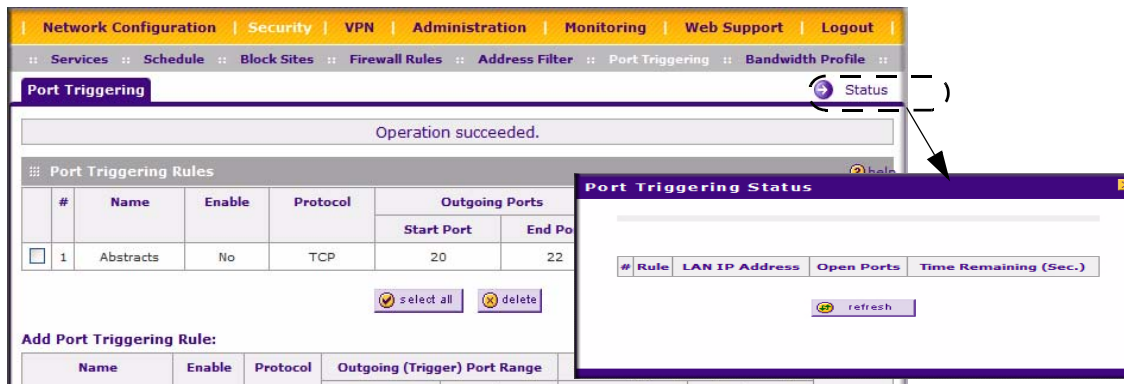 | Network Configuration | Security | VPN | Administration | Monitoring | Web Support | Logout |
:: Services :: Schedule :: Block Sites :: Firewall Rules :: Address Filter :: Port Triggering :: Bandwidth Profile ::
Port Triggering
Status
Operation succeeded.
Port Triggering Rules
help
# Name Enable Protocol Outgoing Ports
Start Port End Po
1 Abstracts No TCP 20 22
select all delete
Add Port Triggering Rule:
Name Enable Protocol Outgoing (Trigger) Port Range
Port Triggering Status
# Rule LAN IP Address Open Ports Time Remaining (Sec.)
refresh